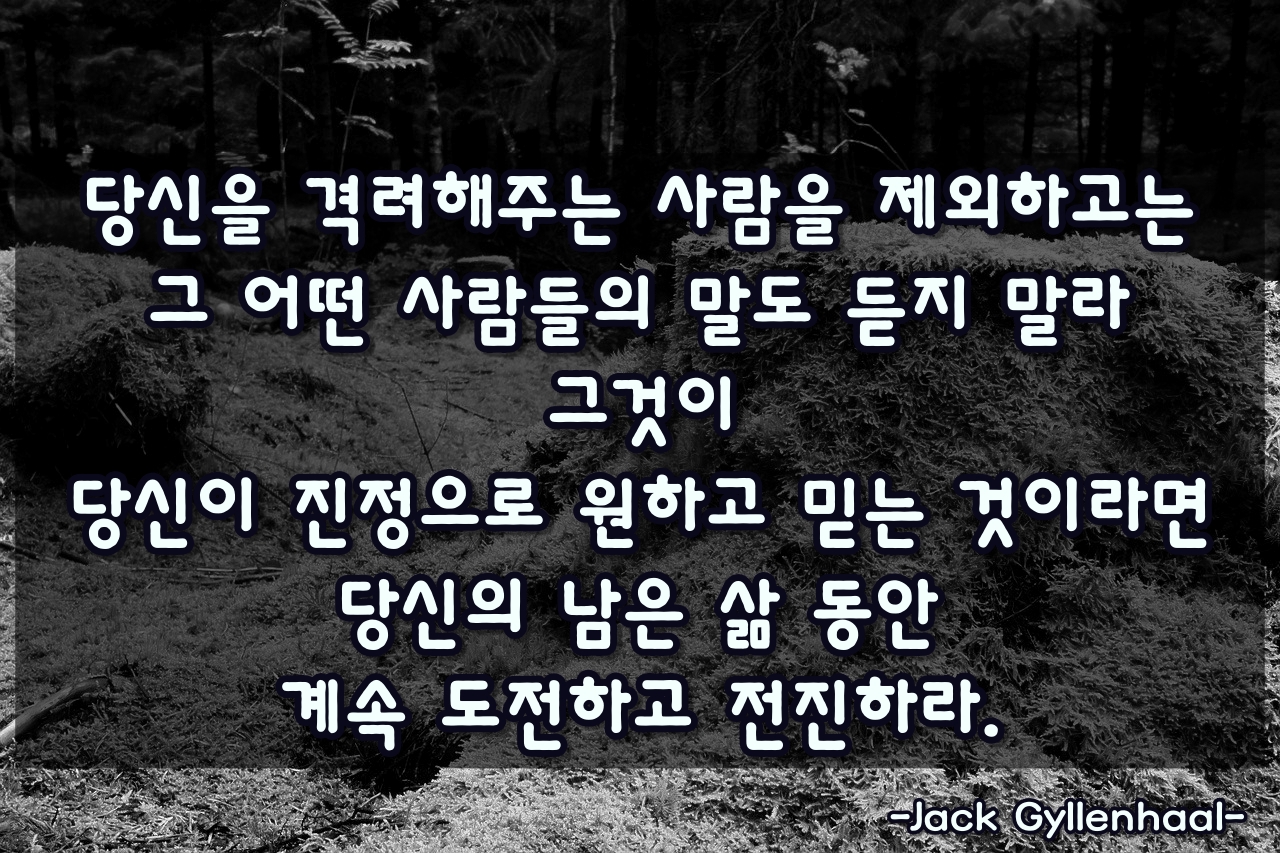 당신을 격려해주는 사람을 제외하고는
그 어떤 사람들의 말도 듣지 말라
그것이
당신이 진정으로 원하고 믿는 것이라면
당신의 남은 삶 동안
계속 도전하고 전진하라.
-Jack Gyllenhaal-